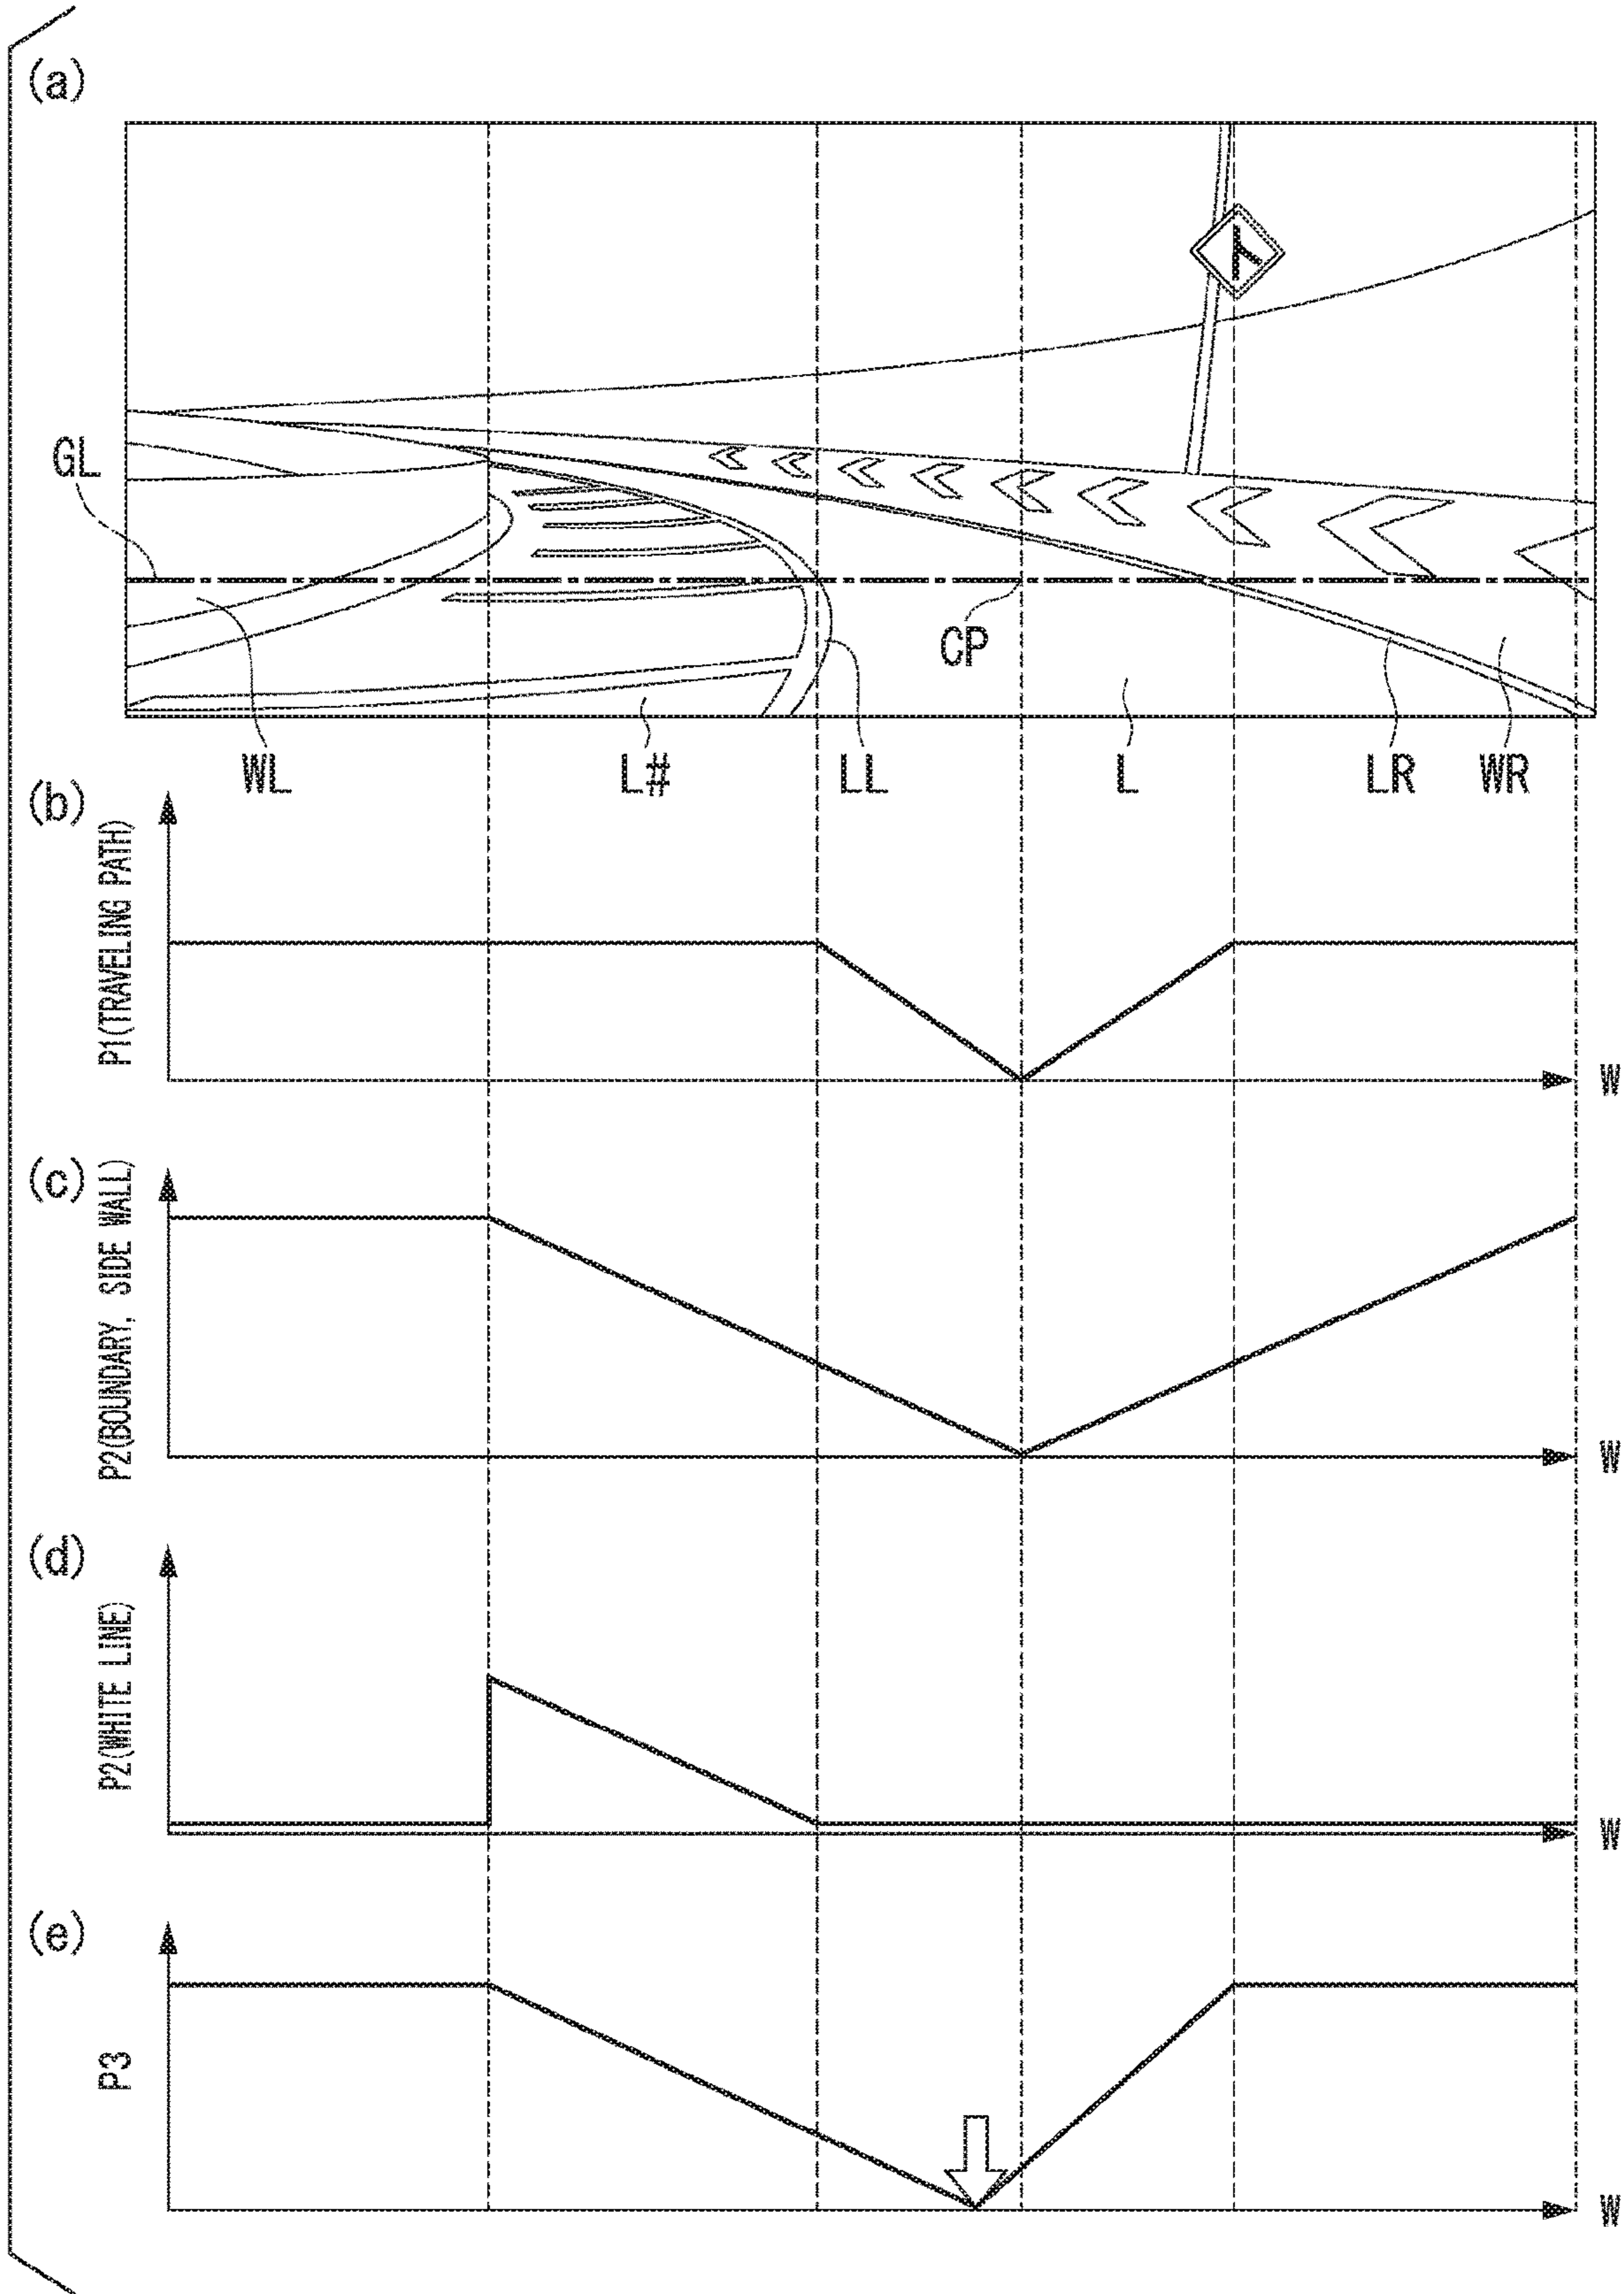 (a)
GL
CP
WL L# LL L LR WR
(b)
P1(TRAVELING PATH)
W
(c)
P2(BOUNDARY, SIDE WALL)
W
(d)
P2(WHITE LINE)
W
(e)
P3
W